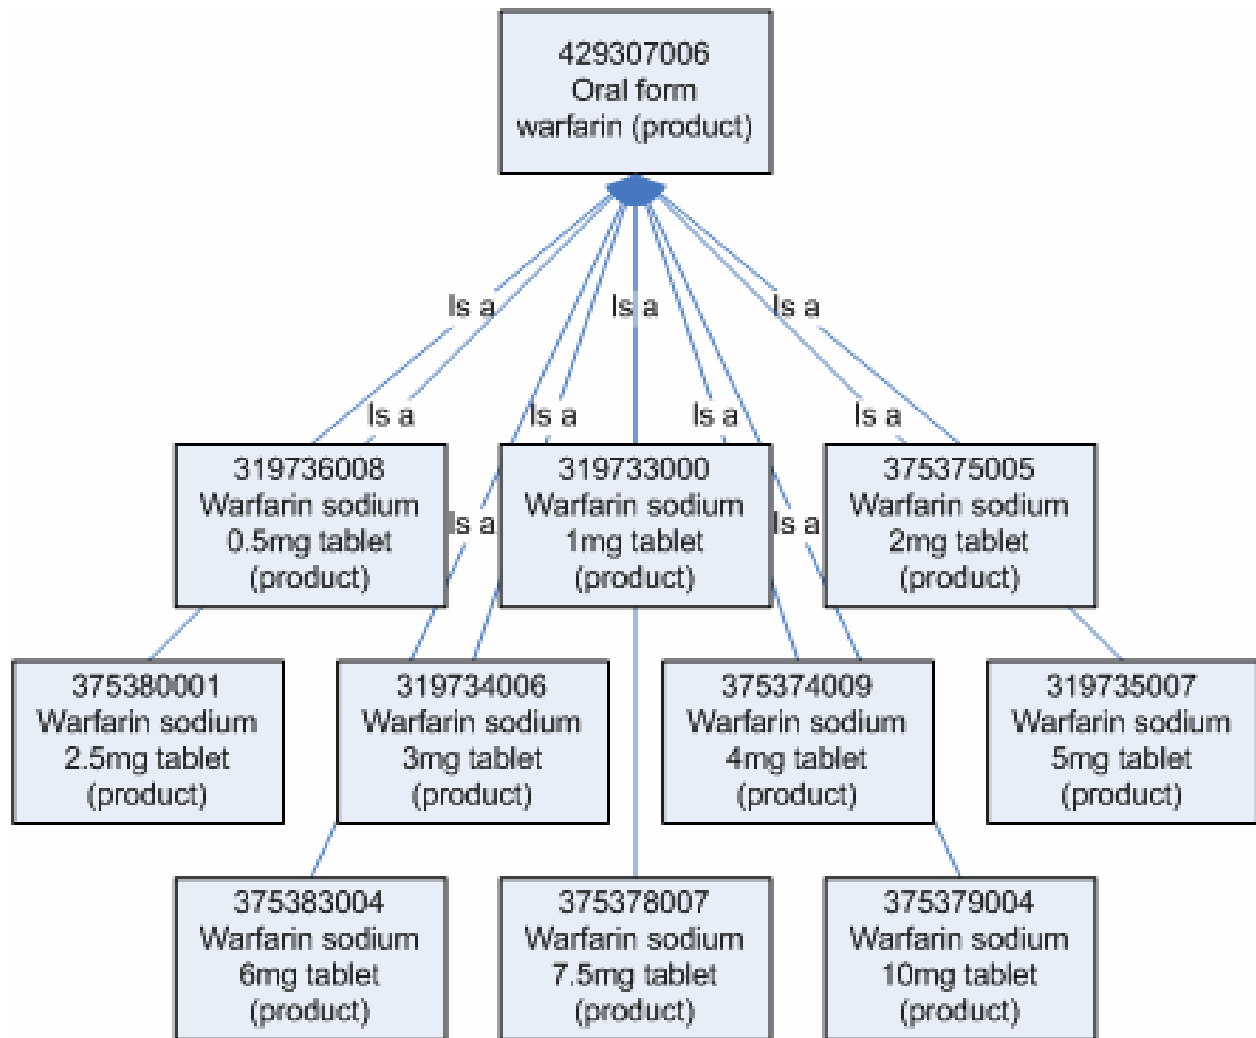 429307006
Oral form
warfarin (product)
Is a
Is a
Is a
Is a
Is a
Is a
Is a
319736008
Warfarin sodium
0.5mg tablet
(product)
319733000
Warfarin sodium
1mg tablet
(product)
375375005
Warfarin sodium
2mg tablet
(product)
Is a
Is a
375380001
Warfarin sodium
2.5mg tablet
(product)
319734006
Warfarin sodium
3mg tablet
(product)
375374009
Warfarin sodium
4mg tablet
(product)
319735007
Warfarin sodium
5mg tablet
(product)
375383004
Warfarin sodium
6mg tablet
(product)
375378007
Warfarin sodium
7.5mg tablet
(product)
375379004
Warfarin sodium
10mg tablet
(product)